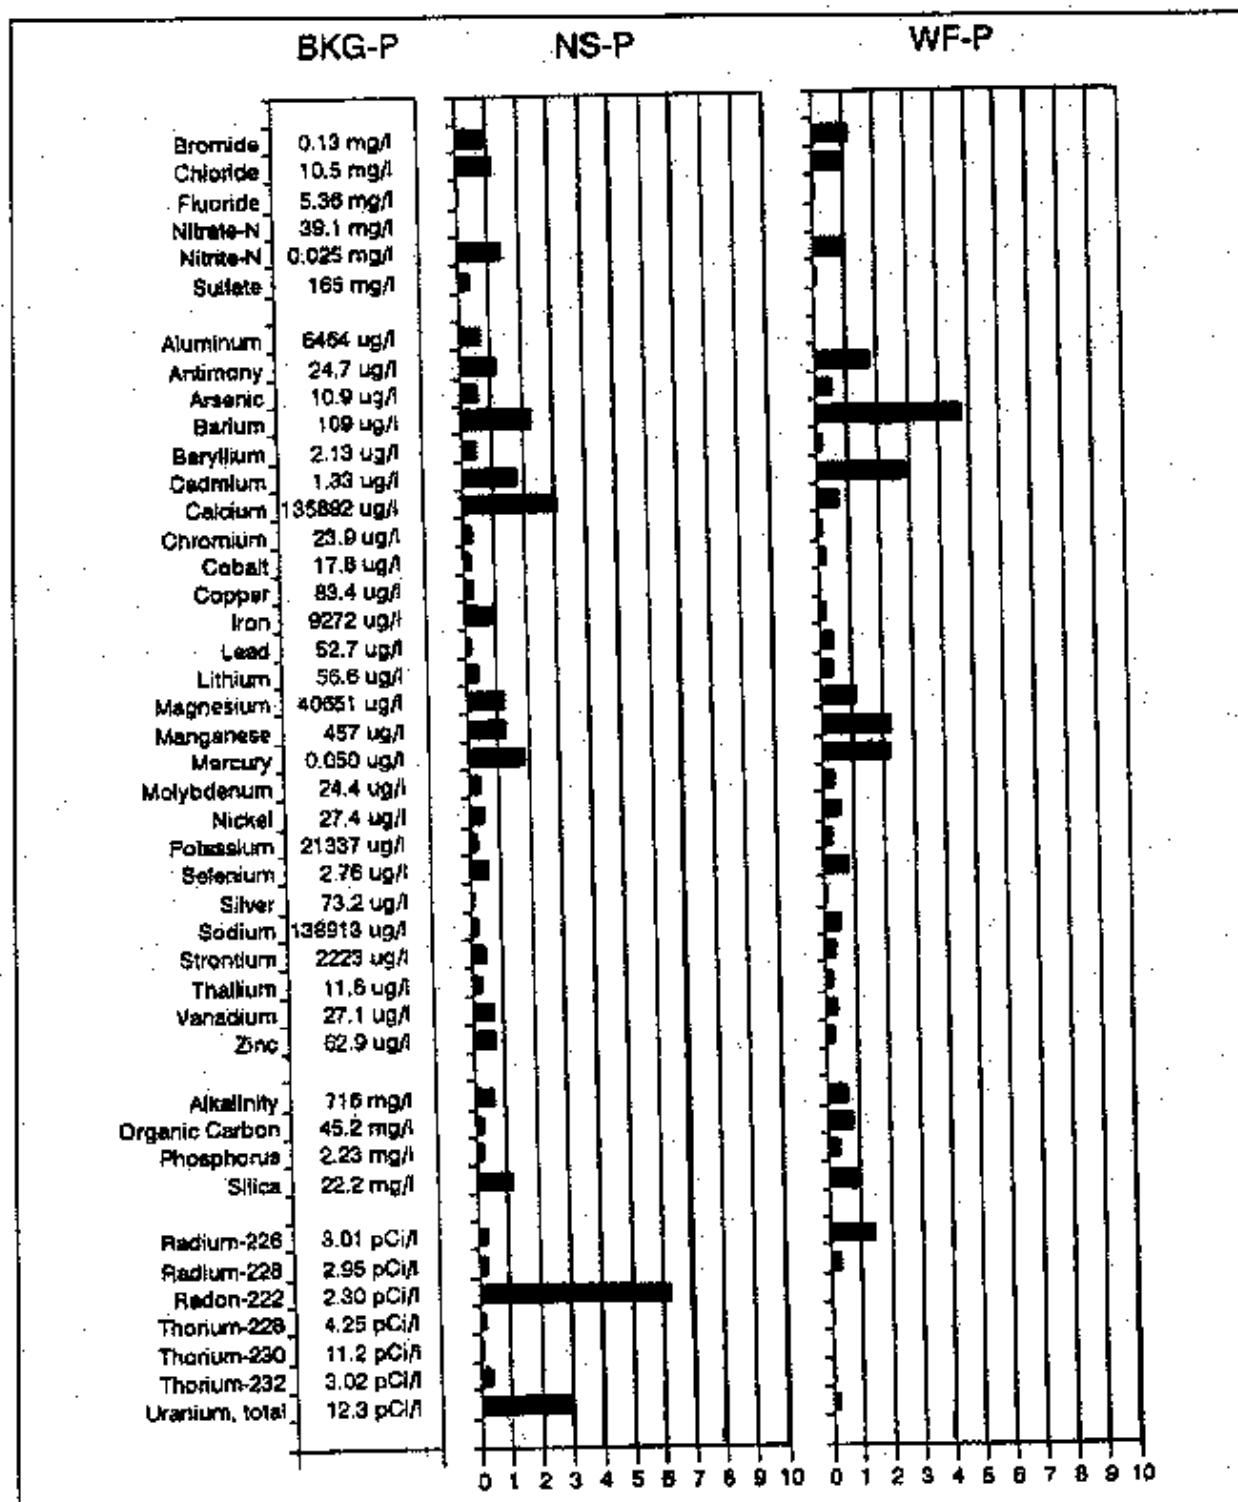 BKG-P NS-P WF-P
Bromide 0.13 mg/l
Chloride 10.5 mg/l
Fluoride 5.36 mg/l
Nitrate-N 39.1 mg/l
Nitrite-N 0.025 mg/l
Sulfate 165 mg/l
Aluminum 6464 ug/l
Antimony 24.7 ug/l
Arsenic 10.9 ug/l
Barium 109 ug/l
Beryllium 2.13 ug/l
Cadmium 1.33 ug/l
Calcium 135892 ug/l
Chromium 23.9 ug/l
Cobalt 17.8 ug/l
Copper 83.4 ug/l
Iron 9272 ug/l
Lead 52.7 ug/l
Lithium 56.6 ug/l
Magnesium 40651 ug/l
Manganese 457 ug/l
Mercury 0.050 ug/l
Molybdenum 24.4 ug/l
Nickel 27.4 ug/l
Potassium 21337 ug/l
Selenium 2.76 ug/l
Silver 73.2 ug/l
Sodium 138913 ug/l
Strontium 2223 ug/l
Thallium 11.6 ug/l
Vanadium 27.1 ug/l
Zinc 62.9 ug/l
Alkalinity 716 mg/l
Organic Carbon 45.2 mg/l
Phosphorus 2.23 mg/l
Silica 22.2 mg/l
Radium-226 3.01 pCi/l
Radium-228 2.95 pCi/l
Radon-222 2.30 pCi/l
Thorium-228 4.25 pCi/l
Thorium-230 11.2 pCi/l
Thorium-232 3.02 pCi/l
Uranium, total 12.3 pCi/l
0 1 2 3 4 5 6 7 8 9 10 0 1 2 3 4 5 6 7 8 9 10